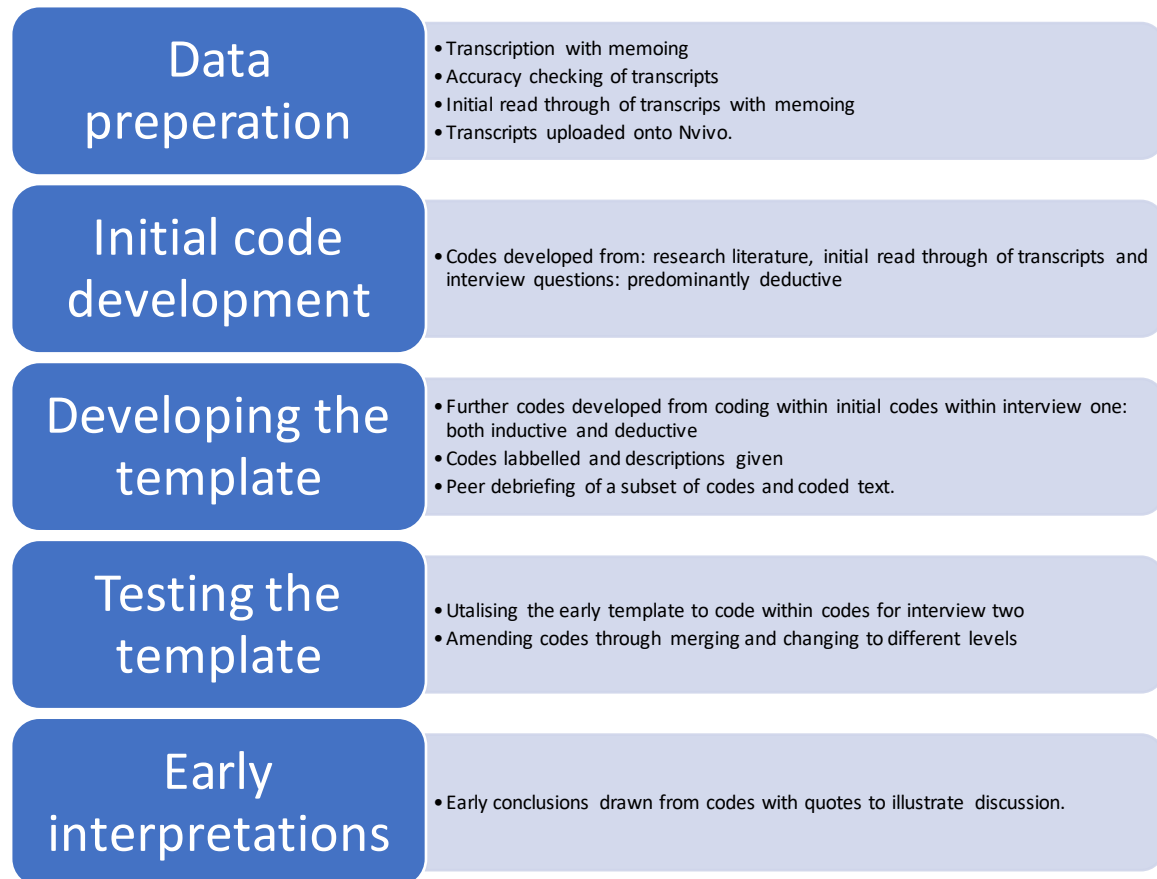 Data
preperation
• Transcription with memoing
• Accuracy checking of transcripts
• Initial read through of transcrips with memoing
• Transcripts uploaded onto Nvivo.
Initial code
development
• Codes developed from: research literature, initial read through of transcripts and
interview questions: predominantly deductive
Developing the
template
• Further codes developed from coding within initial codes within interview one:
both inductive and deductive
• Codes labbelled and descriptions given
• Peer debriefing of a subset of codes and coded text.
Testing the
template
• Utalising the early template to code within codes for interview two
• Amending codes through merging and changing to different levels
Early
interpretations
• Early conclusions drawn from codes with quotes to illustrate discussion.